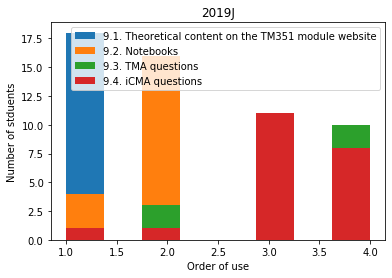 2019J
9.1. Theoretical content on the TM351 module website
9.2. Notebooks
9.3. TMA questions
9.4. iCMA questions
Number of stduents
17.5
15.0
12.5
10.0
7.5
5.0
2.5
0.0
1.0 1.5 2.0 2.5 3.0 3.5 4.0
Order of use